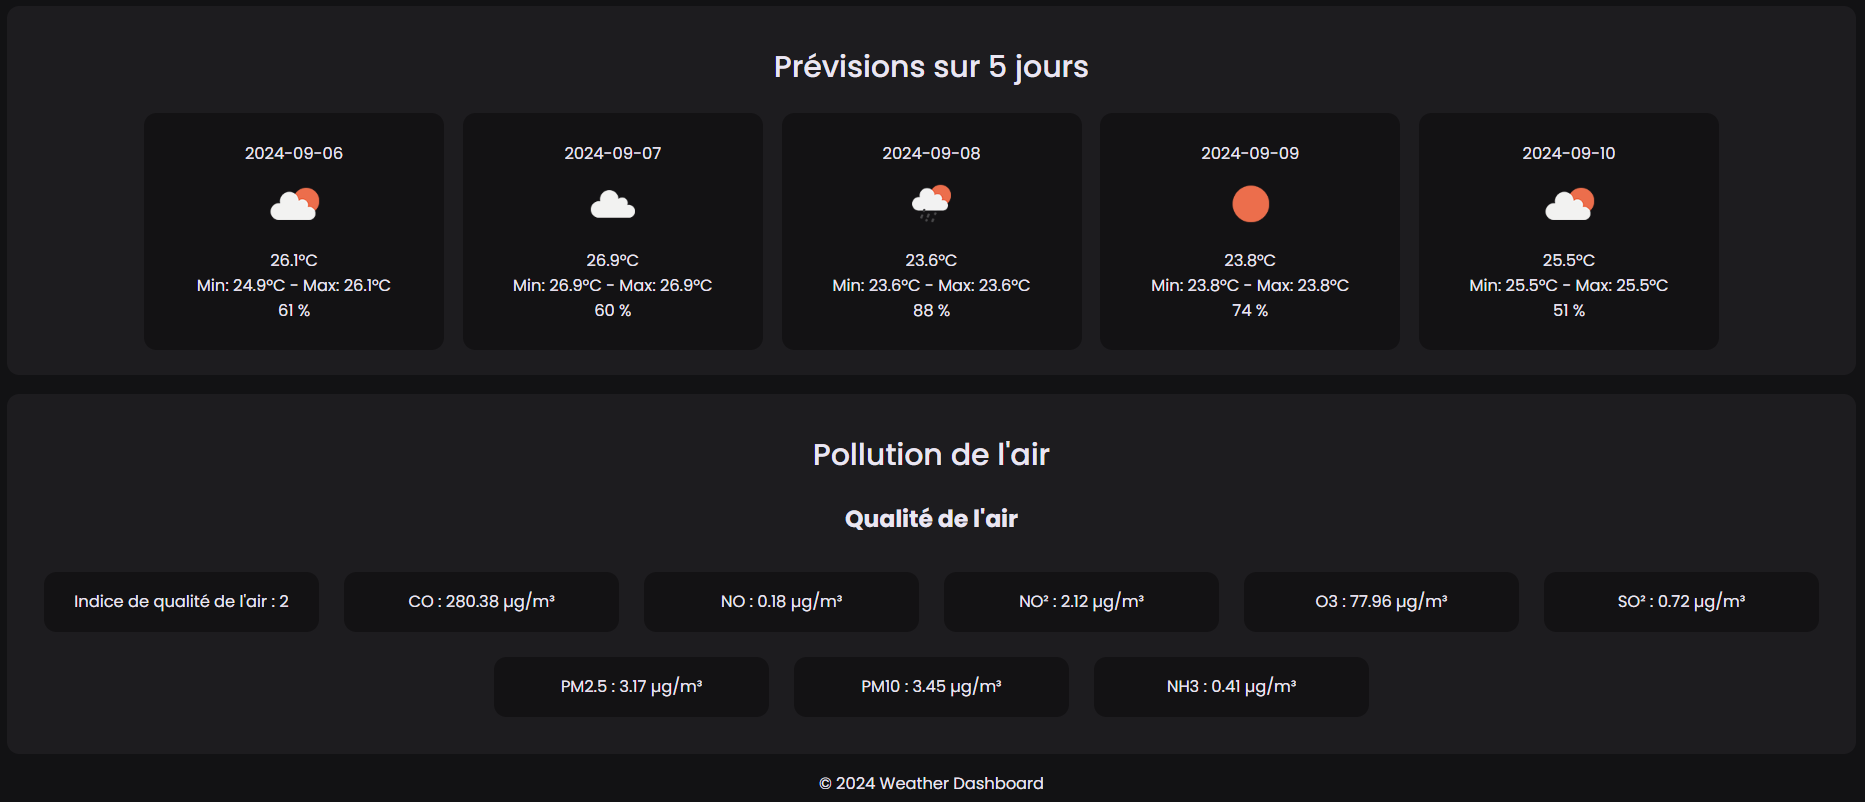 Prévisions sur 5 jours
2024-09-06
26.1°C
Min: 24.9°C - Max: 26.1°C
61 %
2024-09-07
26.9°C
Min: 26.9°C - Max: 26.9°C
60 %
2024-09-08
23.6°C
Min: 23.6°C - Max: 23.6°C
88 %
2024-09-09
23.8°C
Min: 23.8°C - Max: 23.8°C
74 %
2024-09-10
25.5°C
Min: 25.5°C - Max: 25.5°C
51 %
Pollution de l'air
Qualité de l'air
Indice de qualité de l'air : 2
CO : 280.38 µg/m³
NO : 0.18 µg/m³
NO² : 2.12 µg/m³
O3 : 77.96 µg/m³
SO² : 0.72 µg/m³
PM2.5 : 3.17 µg/m³
PM10 : 3.45 µg/m³
NH3 : 0.41 µg/m³
© 2024 Weather Dashboard